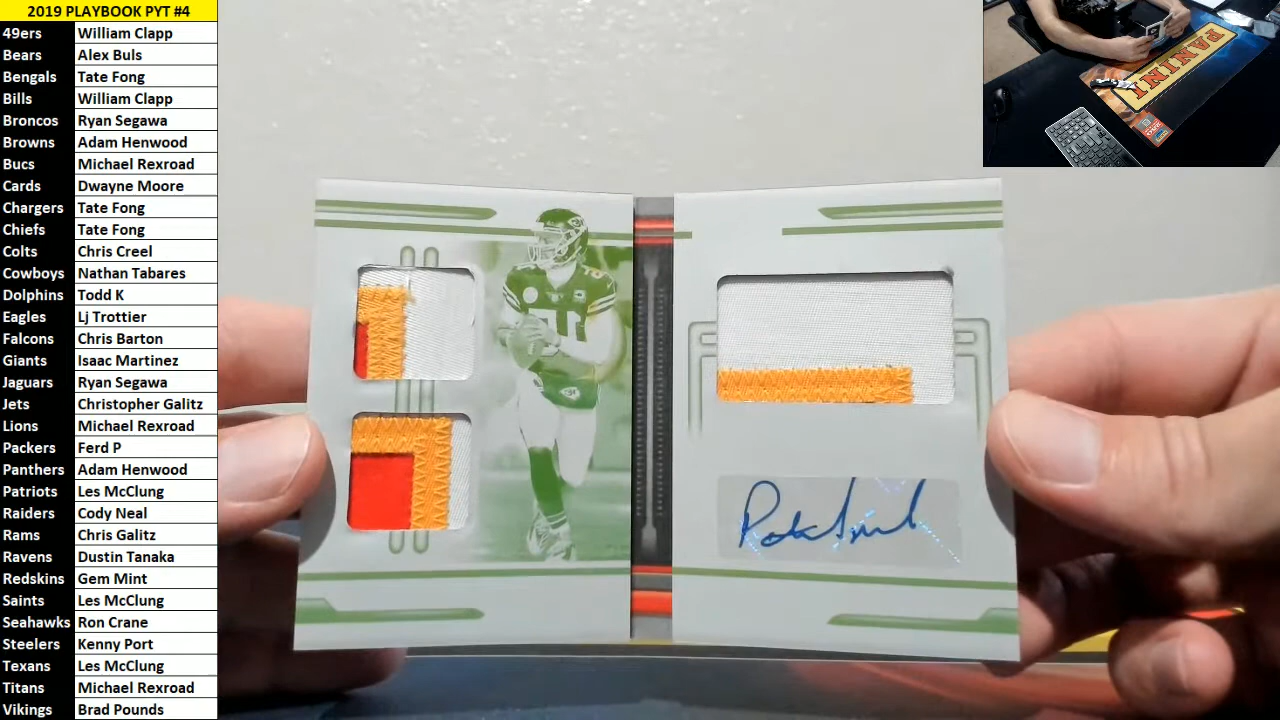 2019 PLAYBOOK PYT #4
49ers William Clapp
Bears Alex Buls
Bengals Tate Fong
Bills William Clapp
Broncos Ryan Segawa
Browns Adam Henwood
Bucs Michael Rexroad
Cards Dwayne Moore
Chargers Tate Fong
Chiefs Tate Fong
Colts Chris Creel
Cowboys Nathan Tabares
Dolphins Todd K
Eagles Lj Trottier
Falcons Chris Barton
Giants Isaac Martinez
Jaguars Ryan Segawa
Jets Christopher Galitz
Lions Michael Rexroad
Packers Ferd P
Panthers Adam Henwood
Patriots Les McClung
Raiders Cody Neal
Rams Chris Galitz
Ravens Dustin Tanaka
Redskins Gem Mint
Saints Les McClung
Seahawks Ron Crane
Steelers Kenny Port
Texans Les McClung
Titans Michael Rexroad
Vikings Brad Pounds
PANINI